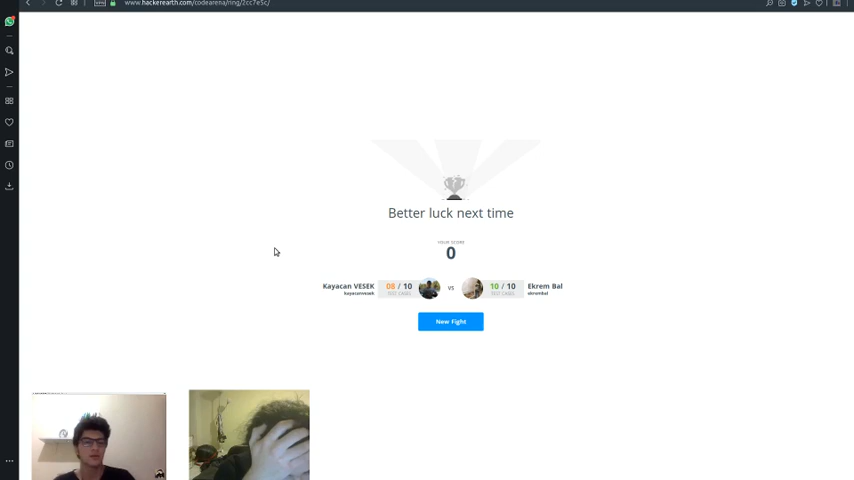 www.hackerearth.com/codearena/ring/2cc7e5c/
Better luck next time
YOUR SCORE
0
Kayacan VESEK 08 / 10 vs 10 / 10 Ekrem Bal
kayacanvesek TEST CASES TEST CASES ekrembal
New Fight